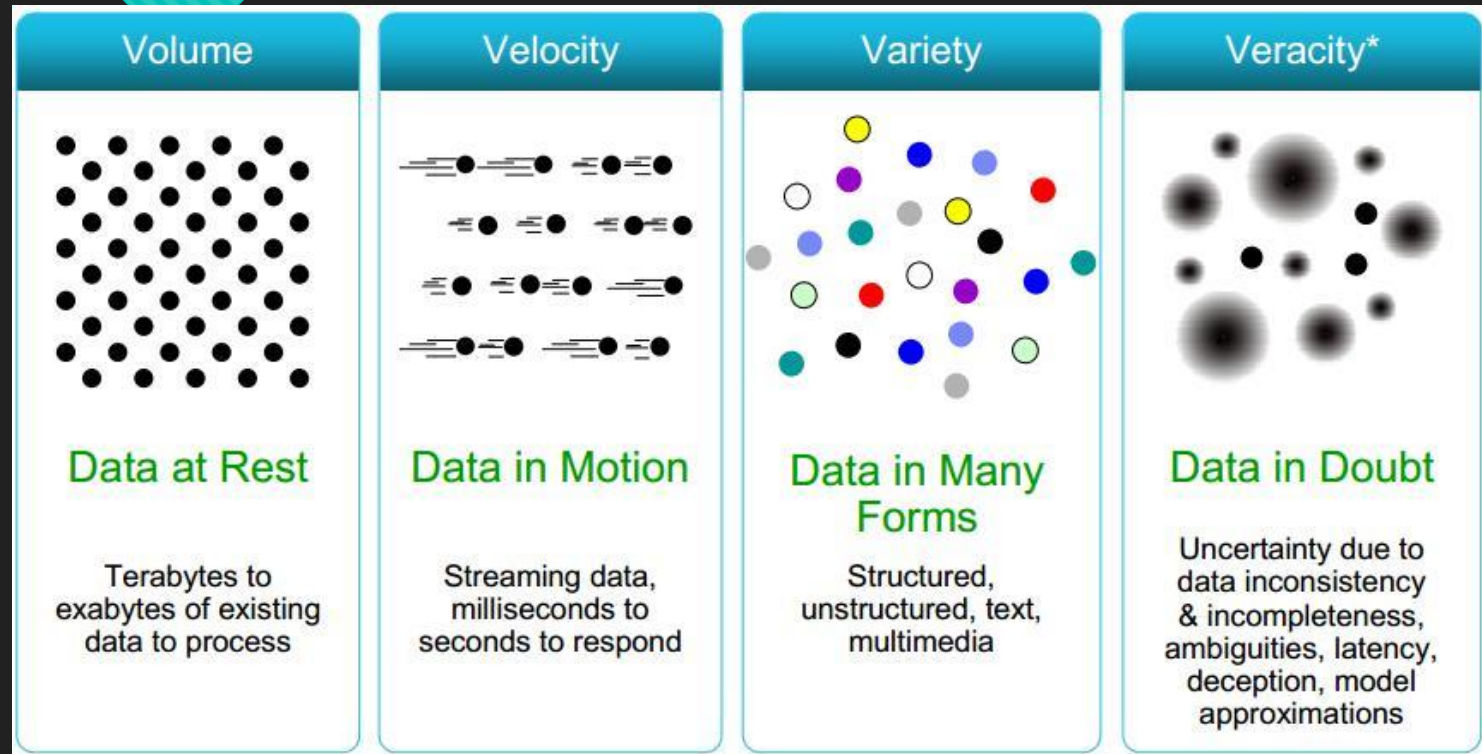 Volume
Data at Rest
Terabytes to
exabytes of existing
data to process
Velocity
Data in Motion
Streaming data,
milliseconds to
seconds to respond
Variety
Data in Many
Forms
Structured,
unstructured, text,
multimedia
Veracity*
Data in Doubt
Uncertainty due to
data inconsistency
& incompleteness,
ambiguities, latency,
deception, model
approximations